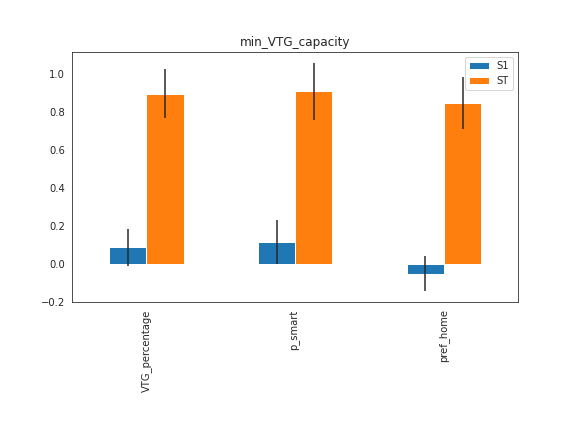 min_VTG_capacity
S1
ST
1.0
0.8
0.6
0.4
0.2
0.0
−0.2
VTG_percentage
p_smart
pref_home